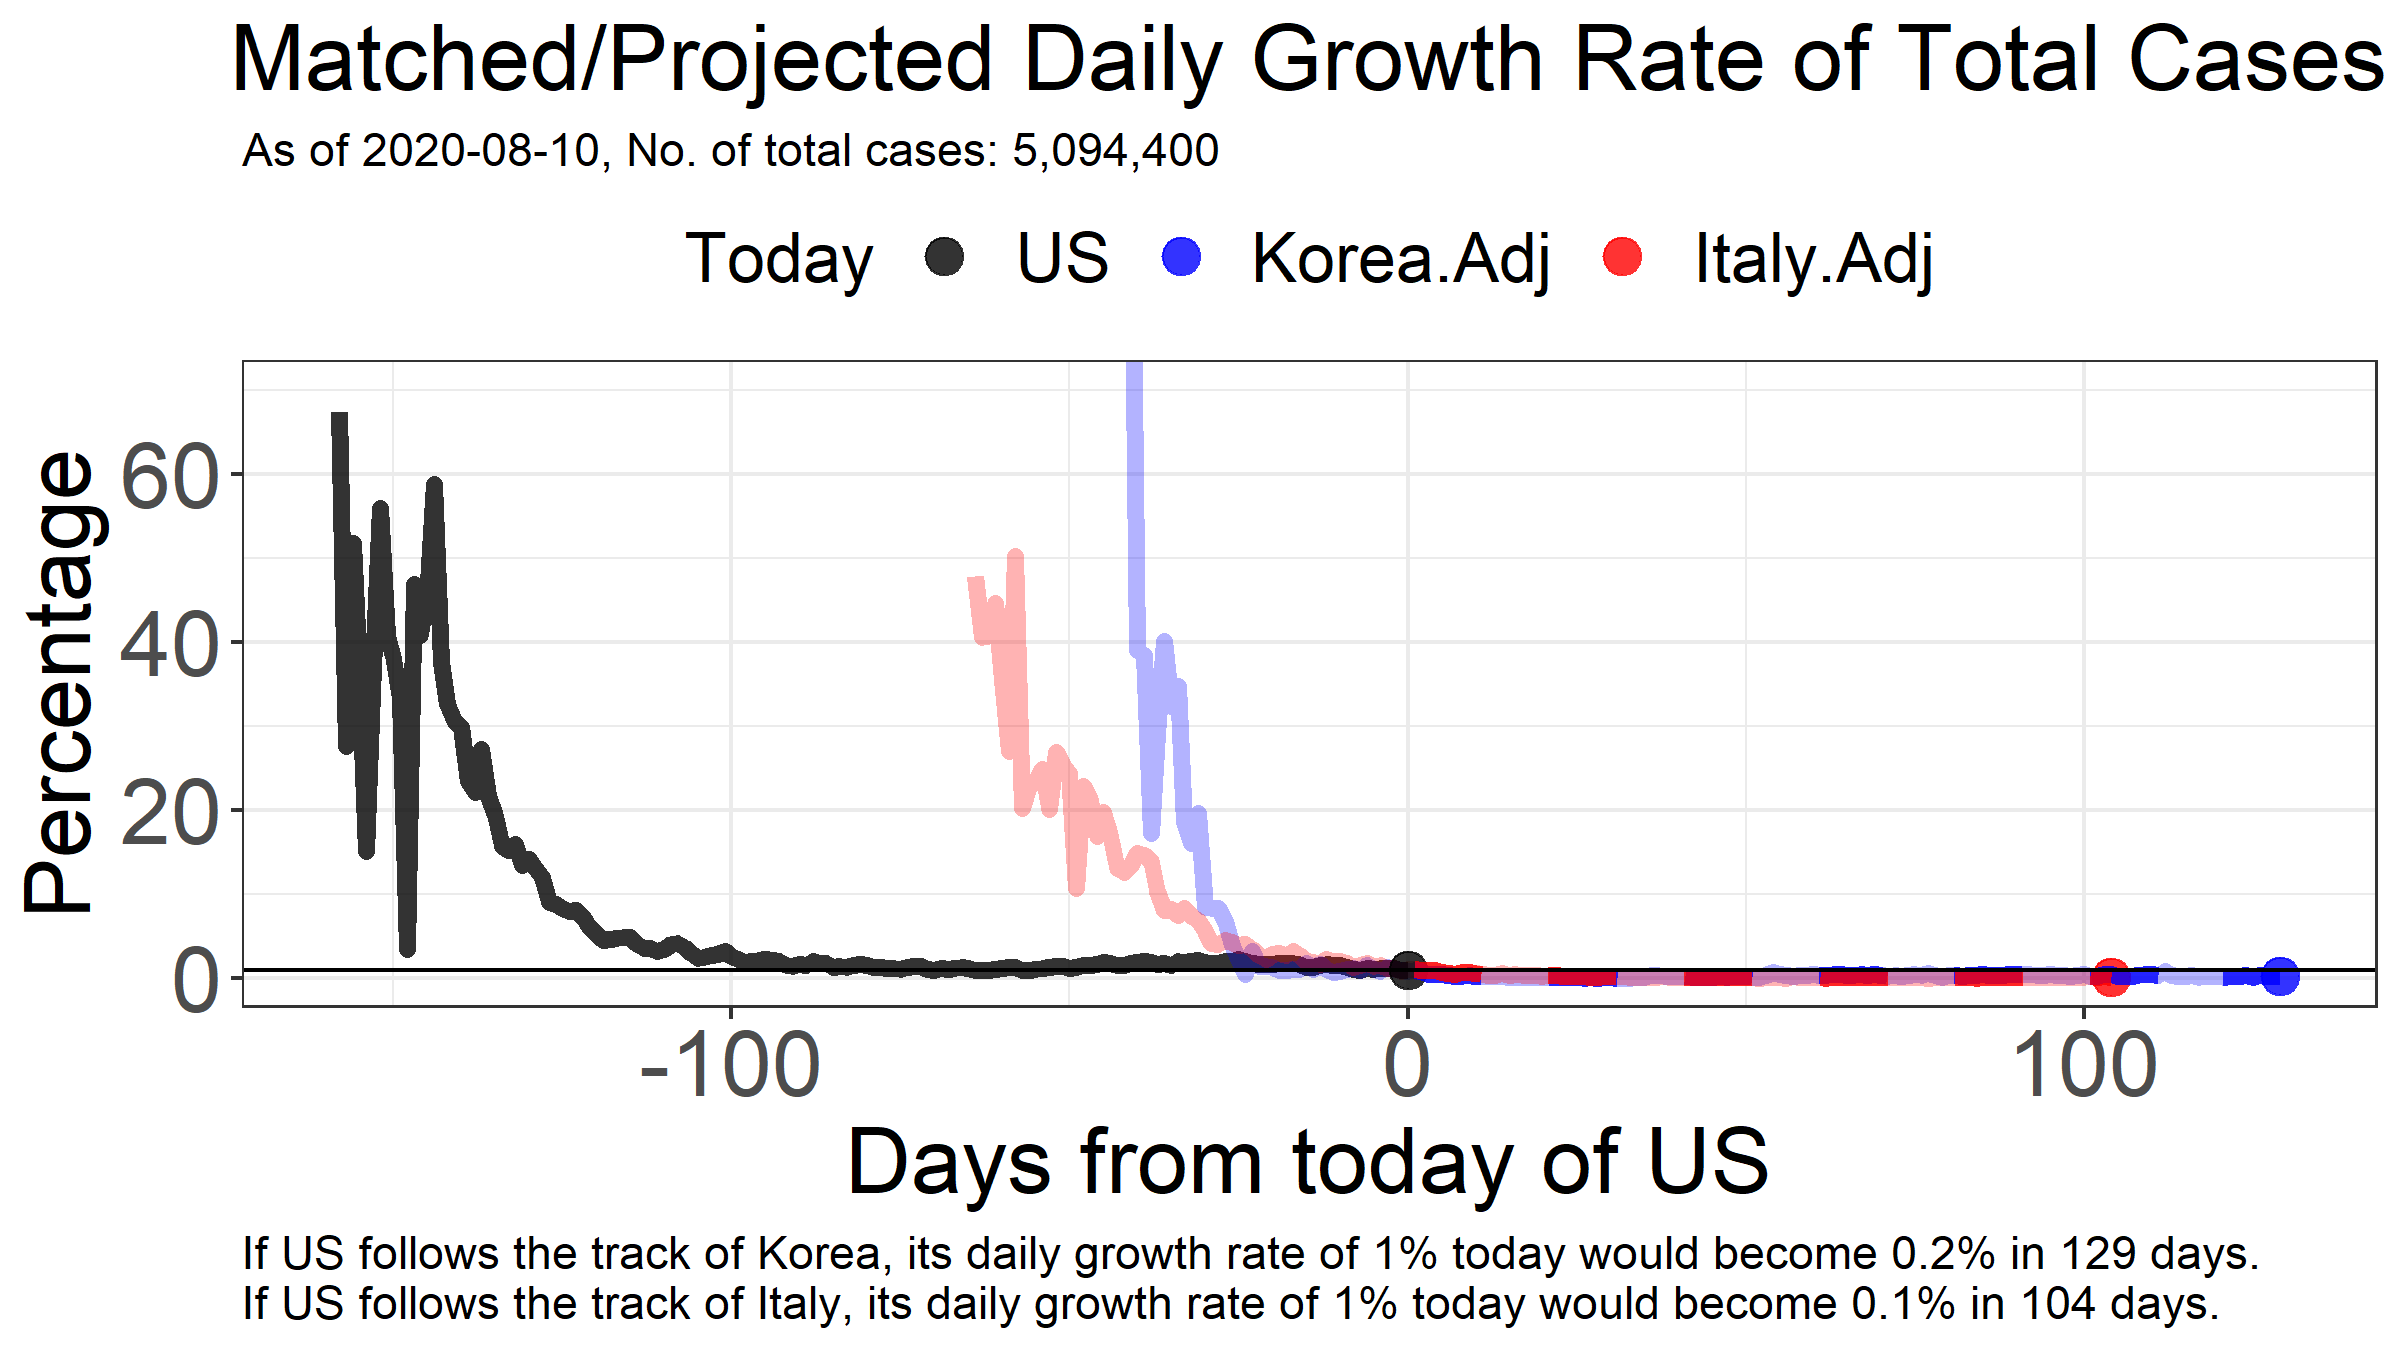 Matched/Projected Daily Growth Rate of Total Cases
As of 2020-08-10, No. of total cases: 5,094,400
Today US Korea.Adj Italy.Adj
Percentage
60
40
20
0
-100 0 100
Days from today of US
If US follows the track of Korea, its daily growth rate of 1% today would become 0.2% in 129 days.
If US follows the track of Italy, its daily growth rate of 1% today would become 0.1% in 104 days.